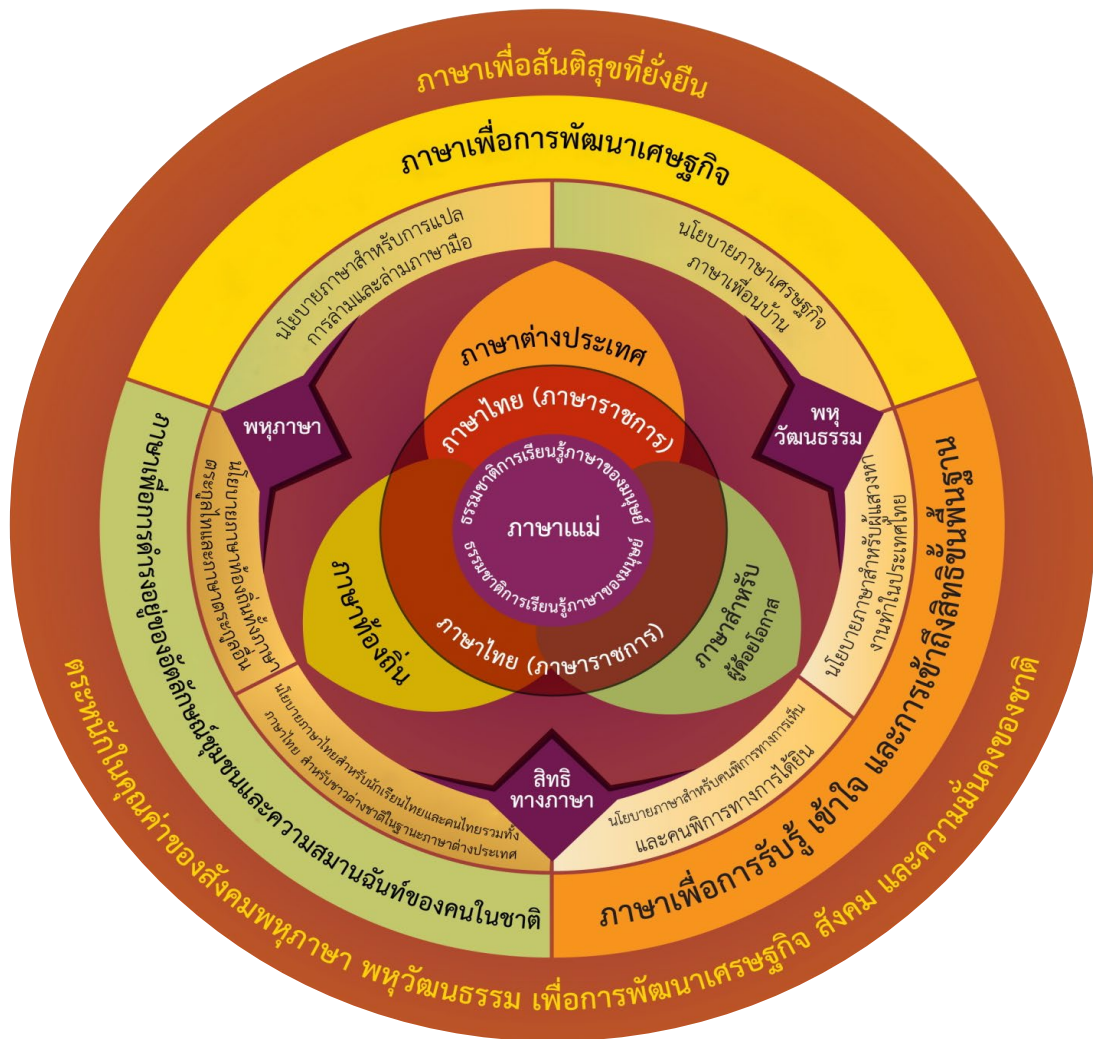 ภาษาเพื่อสันติสุขที่ยั่งยืน
ภาษาเพื่อการพัฒนาเศรษฐกิจ
นโยบายภาษาสำหรับการแปล
การล่ามและล่ามภาษามือ
นโยบายภาษาเศรษฐกิจ
ภาษาเพื่อนบ้าน
ภาษาต่างประเทศ
ภาษาไทย (ภาษาราชการ)
พหุภาษา
พหุ
วัฒนธรรม
ธรรมชาติการเรียนรู้ภาษาของมนุษย์
ภาษาแม่
ธรรมชาติการเรียนรู้ภาษาของมนุษย์
ภาษาไทย (ภาษาราชการ)
ภาษาท้องถิ่น
ภาษาสำหรับ
ผู้ด้อยโอกาส
นโยบายภาษาท้องถิ่นทั้งภาษา
ตระกูลไทและภาษาตระกูลอื่น
นโยบายภาษาสำหรับผู้แสวงหา
งานทำในประเทศไทย
นโยบายภาษาไทยสำหรับนักเรียนไทยและคนไทยรวมทั้ง
ภาษาไทย สำหรับชาวต่างชาติในฐานะภาษาต่างประเทศ
สิทธิ
ทางภาษา
นโยบายภาษาสำหรับคนพิการทางการเห็น
และคนพิการทางการได้ยิน
ภาษาเพื่อการดำรงอยู่ของอัตลักษณ์ชุมชนและความสมานฉันท์ของคนในชาติ
ภาษาเพื่อการรับรู้ เข้าใจ และการเข้าถึงสิทธิขั้นพื้นฐาน
ตระหนักในคุณค่าของสังคมพหุภาษา พหุวัฒนธรรม เพื่อการพัฒนาเศรษฐกิจ สังคม และความมั่นคงของชาติ